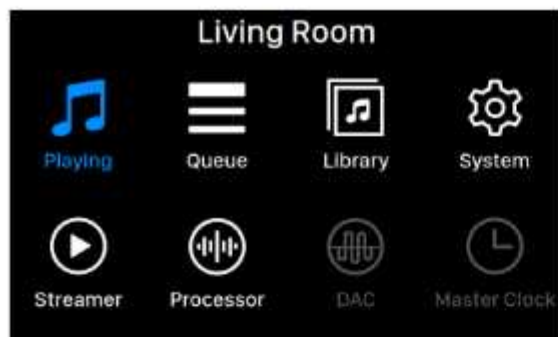 Living Room
Playing Queue Library System
Streamer Processor DAC Master Clock